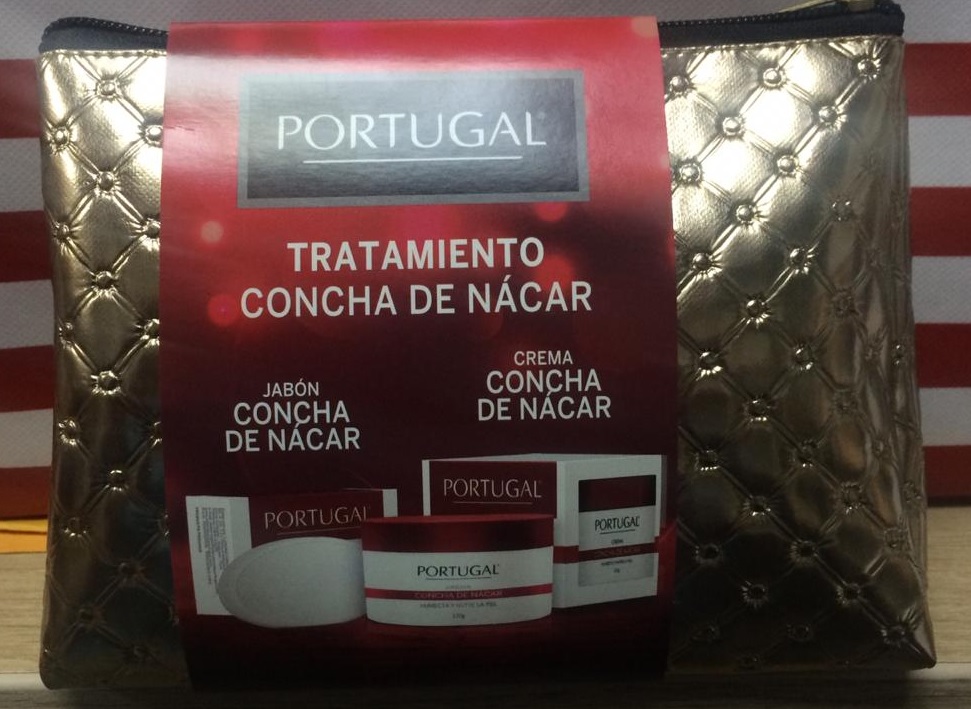 PORTUGAL
TRATAMIENTO
CONCHA DE NÁCAR
JABÓN
CONCHA
DE NÁCAR
CREMA
CONCHA
DE NÁCAR
PORTUGAL
PORTUGAL
CONCHA DE NÁCAR
PORTUGAL
PORTUGAL
CREMA